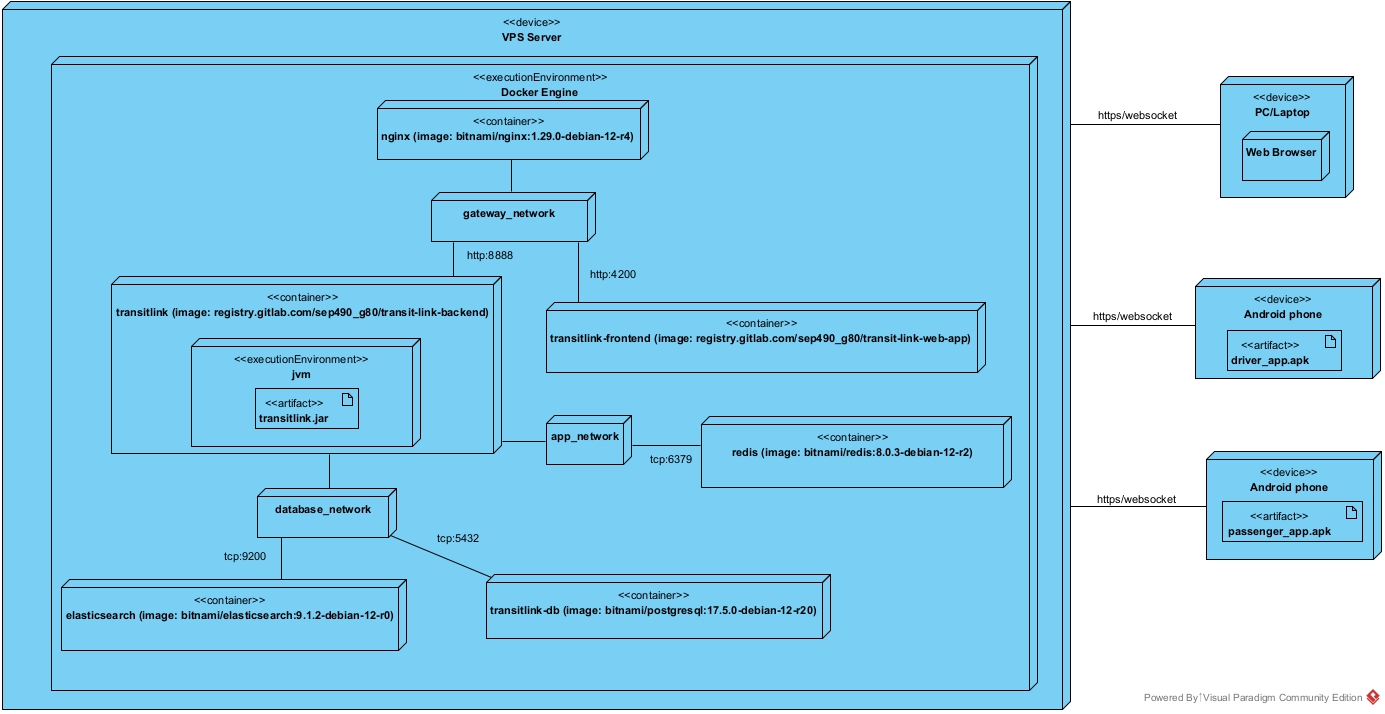 <<device>>
VPS Server
<<executionEnvironment>>
Docker Engine
<<container>>
nginx (image: bitnami/nginx:1.29.0-debian-12-r4)
gateway_network
http:8888
http:4200
<<container>>
transitlink (image: registry.gitlab.com/sep490_g80/transit-link-backend)
<<executionEnvironment>>
jvm
<<artifact>>
transitlink.jar
<<container>>
transitlink-frontend (image: registry.gitlab.com/sep490_g80/transit-link-web-app)
app_network
tcp:6379
<<container>>
redis (image: bitnami/redis:8.0.3-debian-12-r2)
database_network
tcp:9200
tcp:5432
<<container>>
elasticsearch (image: bitnami/elasticsearch:9.1.2-debian-12-r0)
<<container>>
transitlink-db (image: bitnami/postgresql:17.5.0-debian-12-r20)
https/websocket
<<device>>
PC/Laptop
Web Browser
https/websocket
<<device>>
Android phone
<<artifact>>
driver_app.apk
https/websocket
<<device>>
Android phone
<<artifact>>
passenger_app.apk
Powered By Visual Paradigm Community Edition